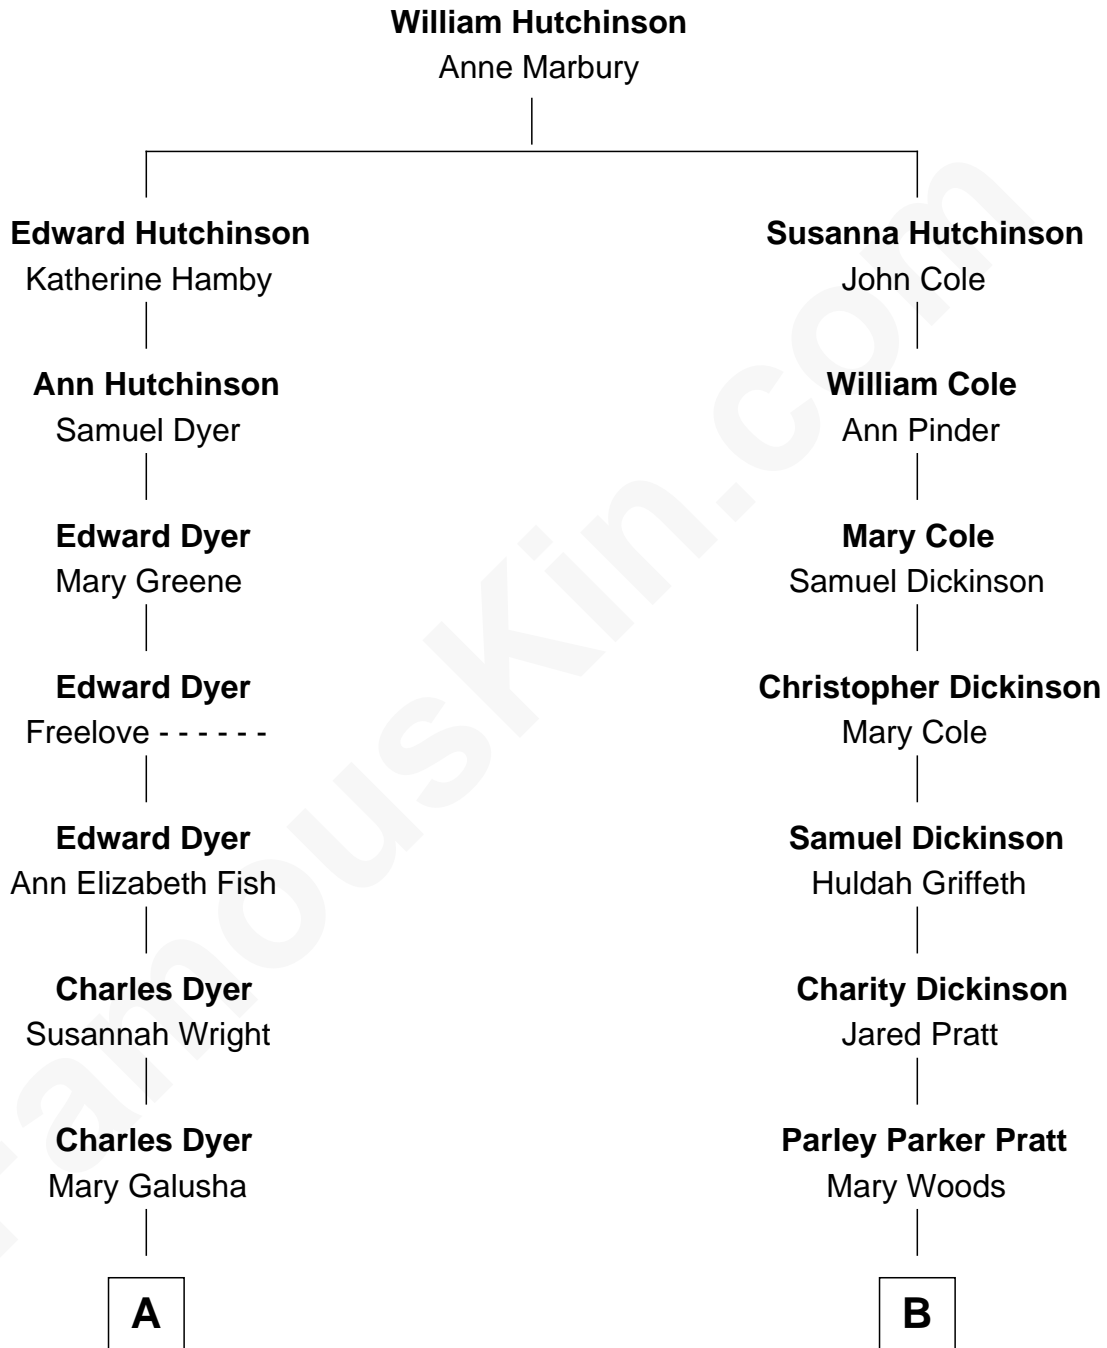 William Hutchinson
Anne Marbury
Edward Hutchinson
Katherine Hamby
Susanna Hutchinson
John Cole
Ann Hutchinson
Samuel Dyer
William Cole
Ann Pinder
Edward Dyer
Mary Greene
Mary Cole
Samuel Dickinson
Edward Dyer
Freelove - - - - - -
Christopher Dickinson
Mary Cole
Edward Dyer
Ann Elizabeth Fish
Samuel Dickinson
Huldah Griffeth
Charles Dyer
Susannah Wright
Charity Dickinson
Jared Pratt
Charles Dyer
Mary Galusha
Parley Parker Pratt
Mary Woods
A
B
FamousKin.com